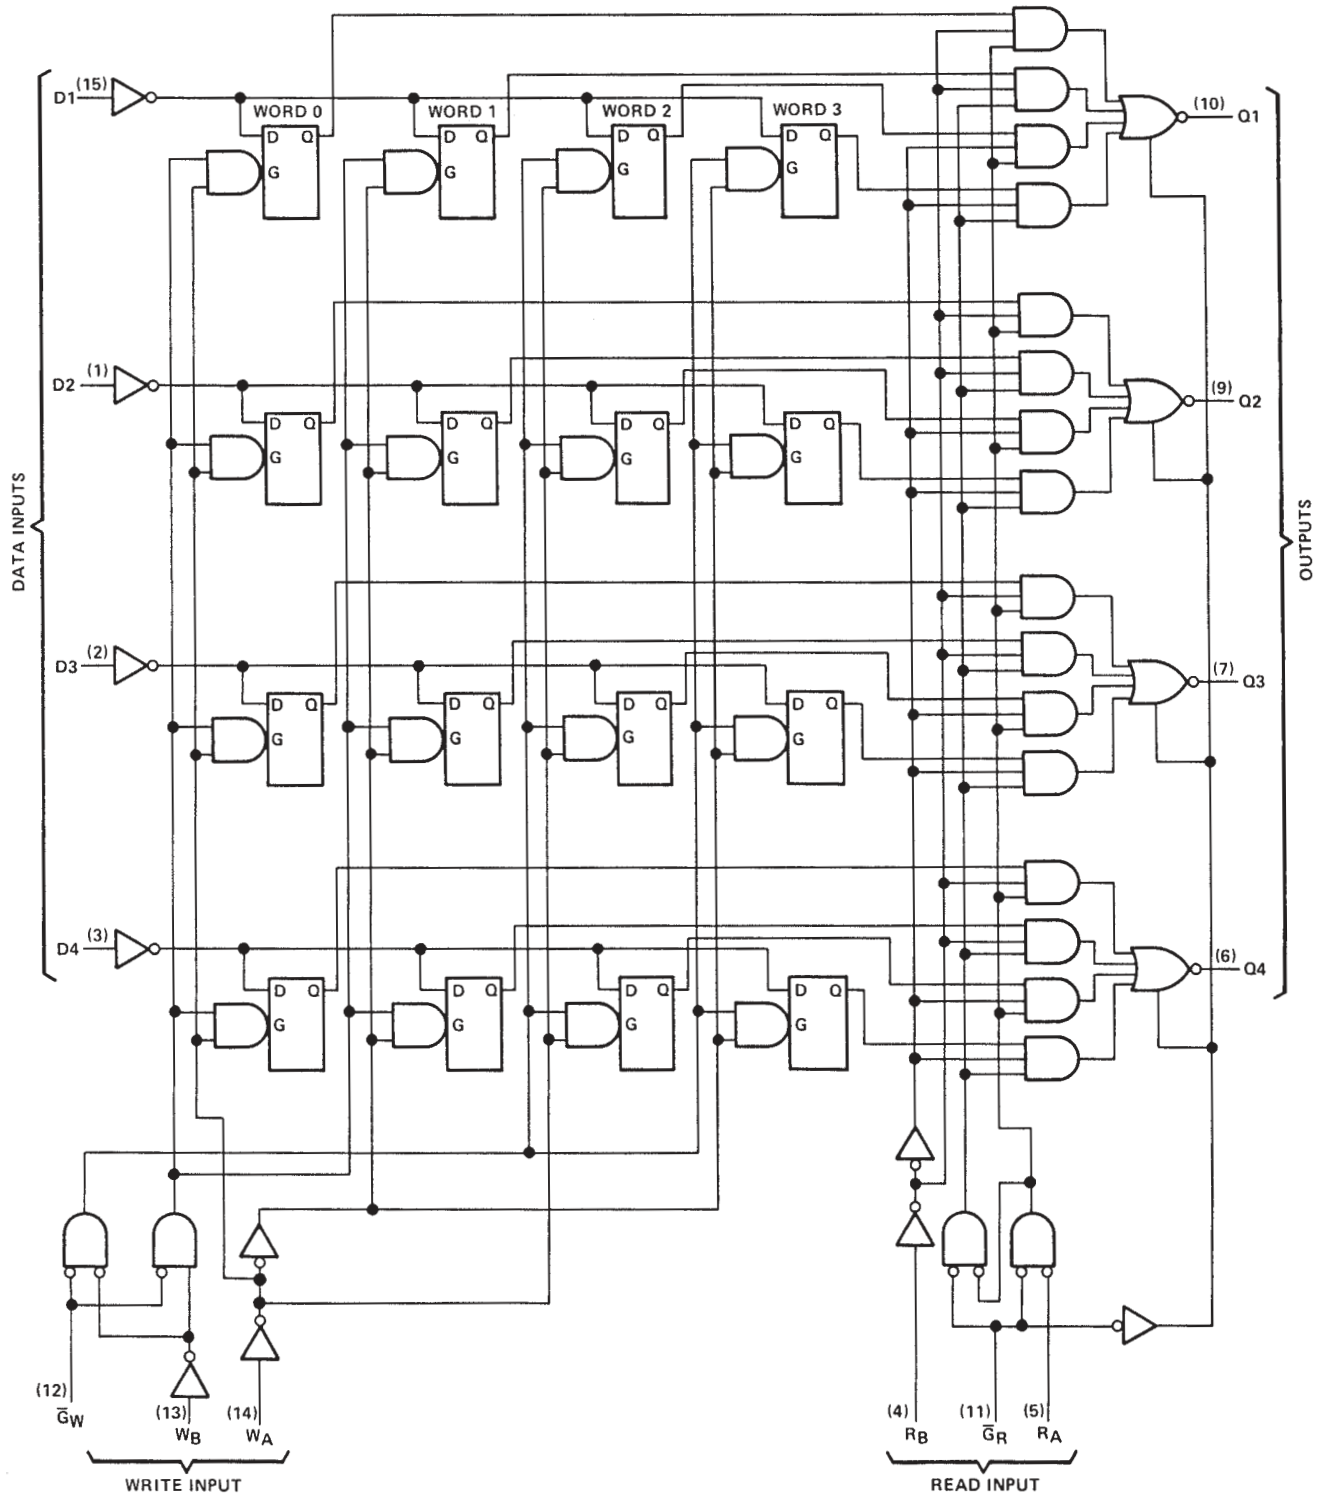 D1 (15)
WORD 0 WORD 1 WORD 2 WORD 3
D Q D Q D Q D Q
G G G G
(10) Q1
D2 (1)
D Q D Q D Q D Q
G G G G
(9) Q2
DATA INPUTS
OUTPUTS
D3 (2)
D Q D Q D Q D Q
G G G G
(7) Q3
D4 (3)
D Q D Q D Q D Q
G G G G
(6) Q4
(12) (13) (14) (4) (11) (5)
G̅W WB WA RB G̅R RA
WRITE INPUT READ INPUT